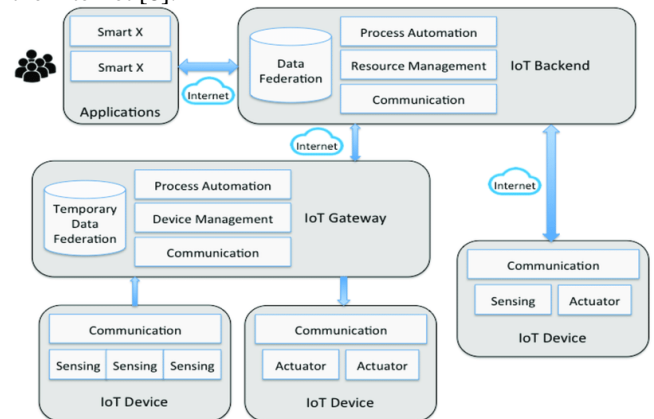 Smart X
Smart X
Applications
Internet
Data
Federation
Process Automation
Resource Management
Communication
IoT Backend
Internet
Internet
Temporary
Data
Federation
Process Automation
Device Management
Communication
IoT Gateway
Communication
Sensing Sensing Sensing
IoT Device
Communication
Actuator Actuator
IoT Device
Communication
Sensing Actuator
IoT Device